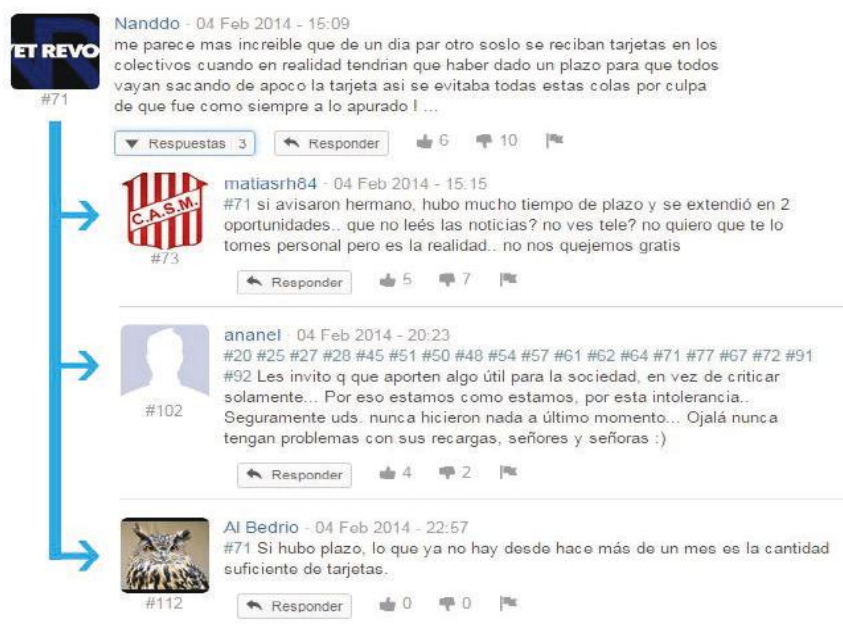 Nanddo - 04 Feb 2014 - 15:09
ET REVO
me parece mas increible que de un dia par otro soslo se reciban tarjetas en los
colectivos cuando en realidad tendrian que haber dado un plazo para que todos
vayan sacando de apoco la tarjeta asi se evitaba todas estas colas por culpa
de que fue como siempre a lo apurado ! ...
#71
Respuestas 3 Responder 6 10
matiasrh84 - 04 Feb 2014 - 15:15
#71 si avisaron hermano, hubo mucho tiempo de plazo y se extendió en 2
oportunidades.. que no leés las noticias? no ves tele? no quiero que te lo
tomes personal pero es la realidad.. no nos quejemos gratis
C.A.S.M.
#73
Responder 5 7
ananel - 04 Feb 2014 - 20:23
#20 #25 #27 #28 #45 #51 #50 #48 #54 #57 #61 #62 #64 #71 #77 #67 #72 #91
#92 Les invito q que aporten algo útil para la sociedad, en vez de criticar
solamente... Por eso estamos como estamos, por esta intolerancia..
Seguramente uds. nunca hicieron nada a último momento... Ojalá nunca
tengan problemas con sus recargas, señores y señoras :)
#102
Responder 4 2
Al Bedrio - 04 Feb 2014 - 22:57
#71 Si hubo plazo, lo que ya no hay desde hace más de un mes es la cantidad
suficiente de tarjetas.
#112
Responder 0 0